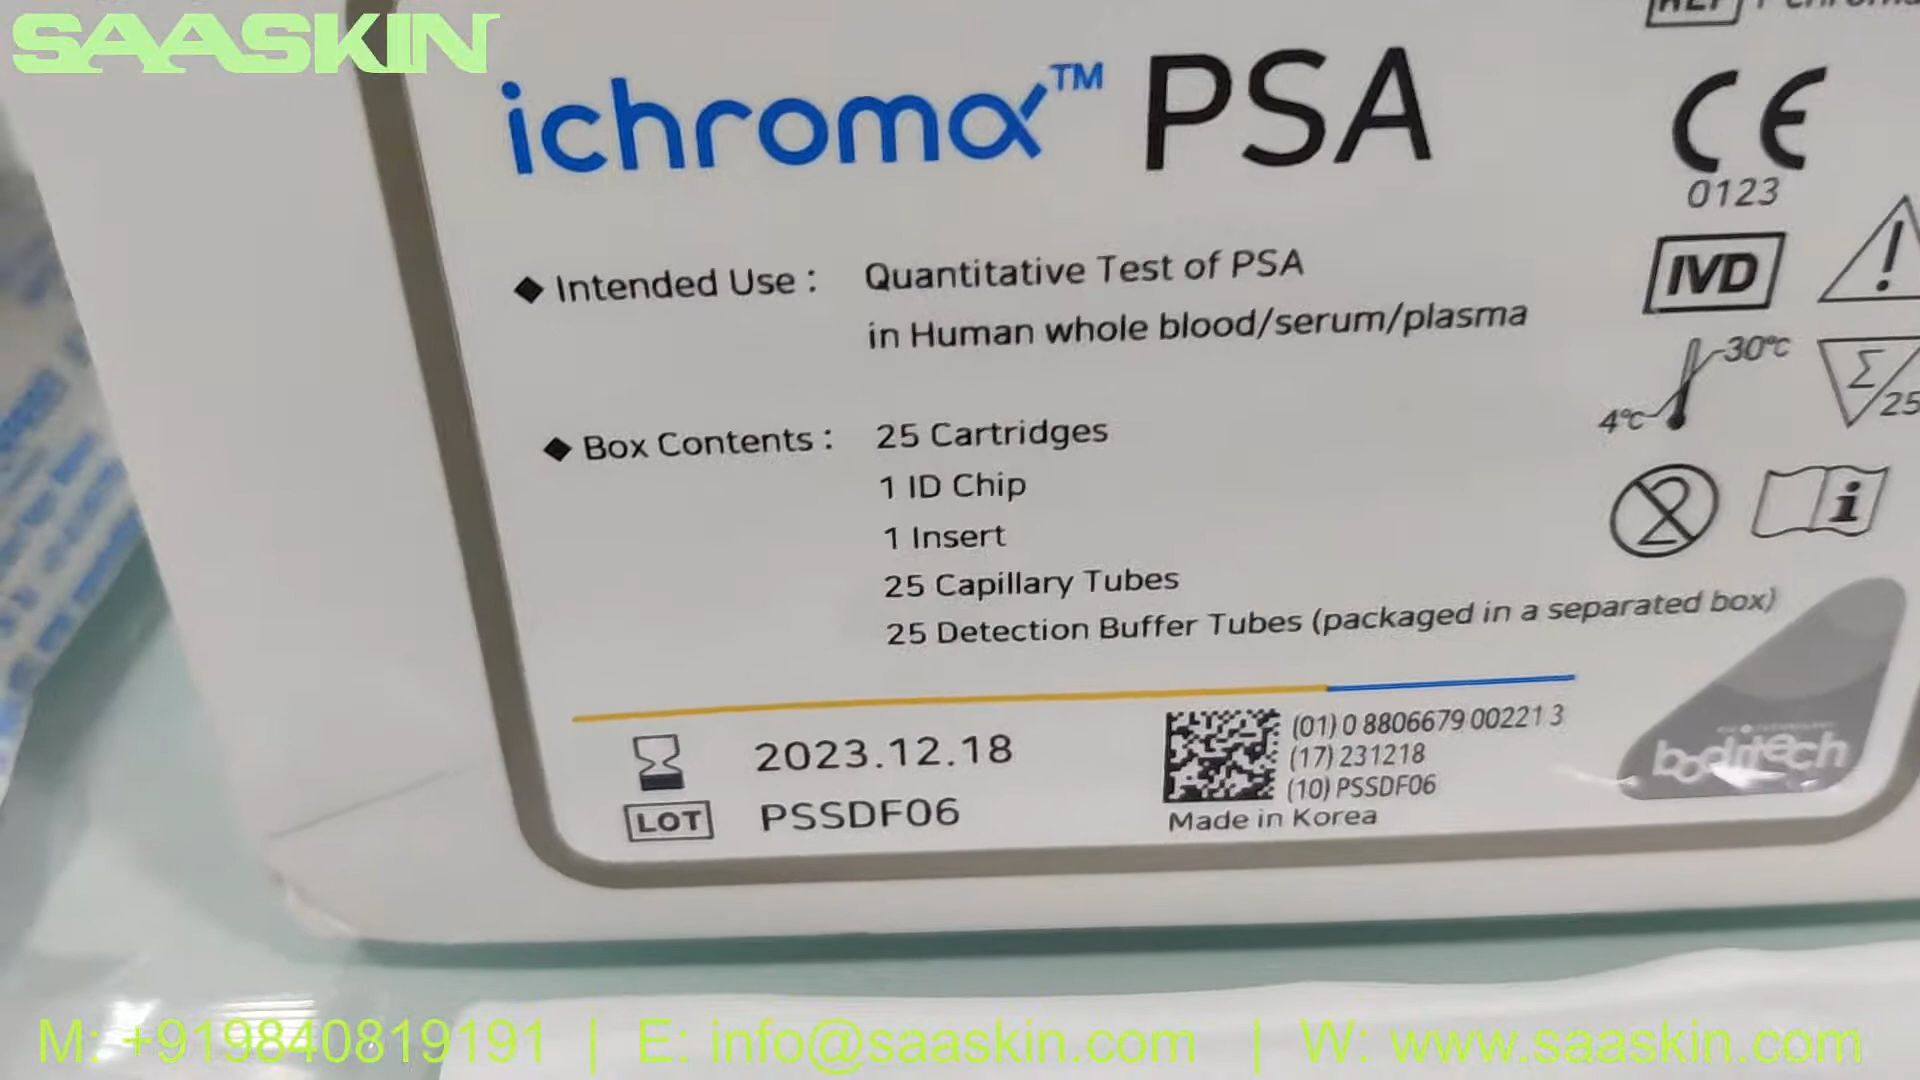 SAASKIN
REF
ichroma™ PSA
CE
0123
◆ Intended Use : Quantitative Test of PSA
in Human whole blood/serum/plasma
IVD
30°C
4°C
Σ 25
◆ Box Contents : 25 Cartridges
1 ID Chip
1 Insert
25 Capillary Tubes
25 Detection Buffer Tubes (packaged in a separated box)
2
i
2023.12.18
LOT PSSDF06
(01) 0 8806679 00221 3
(17) 231218
(10) PSSDF06
Made in Korea
boditech
M: +919840819191 | E: info@saaskin.com | W: www.saaskin.com